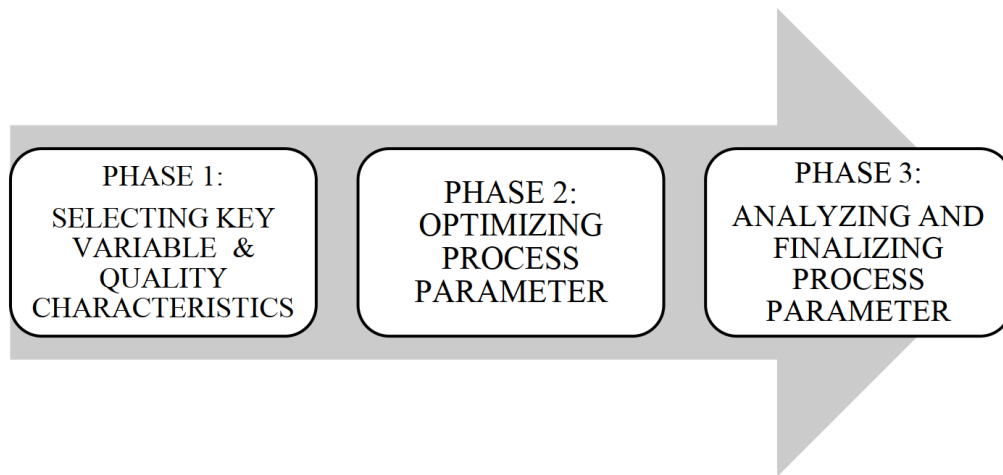 PHASE 1:
SELECTING KEY
VARIABLE &
QUALITY
CHARACTERISTICS
PHASE 2:
OPTIMIZING
PROCESS
PARAMETER
PHASE 3:
ANALYZING AND
FINALIZING
PROCESS
PARAMETER